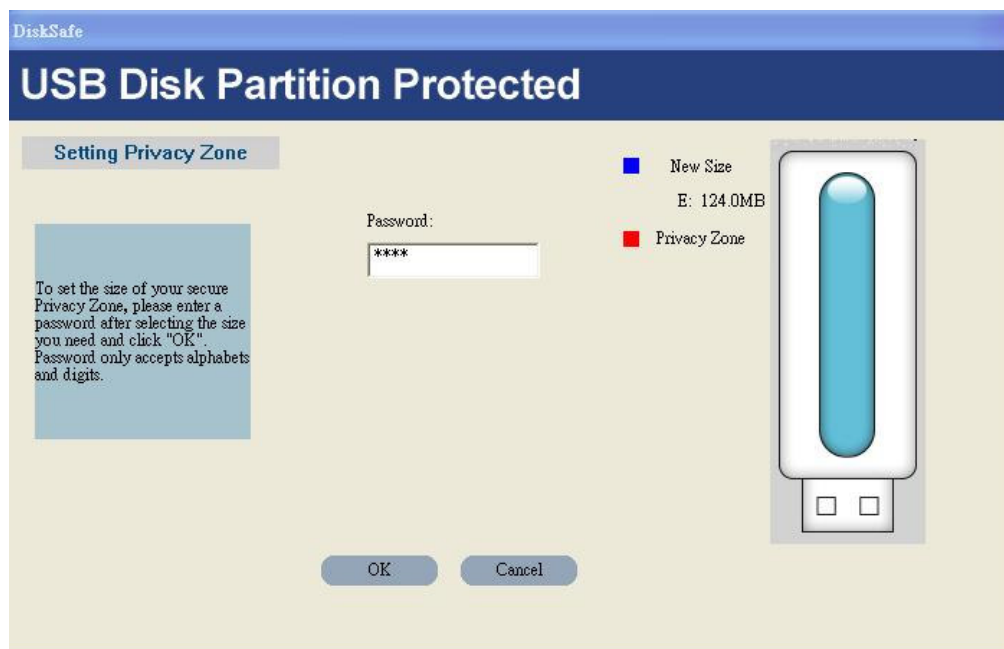 DiskSafe
USB Disk Partition Protected
Setting Privacy Zone
To set the size of your secure
Privacy Zone, please enter a
password after selecting the size
you need and click "OK".
Password only accepts alphabets
and digits.
Password:
****
New Size
E: 124.0MB
Privacy Zone
OK
Cancel